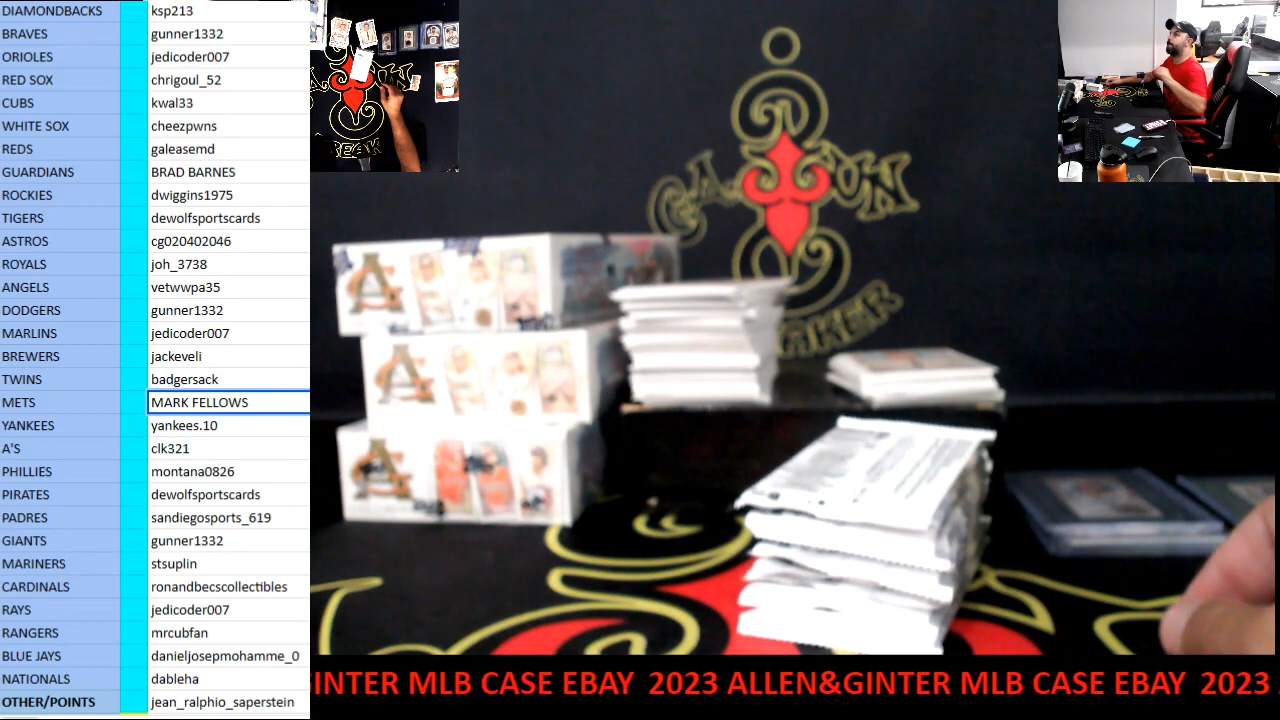 DIAMONDBACKS ksp213
BRAVES gunner1332
ORIOLES jedicoder007
RED SOX chrigoul_52
CUBS kwal33
WHITE SOX cheezpwns
REDS galeasemd
GUARDIANS BRAD BARNES
ROCKIES dwiggins1975
TIGERS dewolfsportscards
ASTROS cg020402046
ROYALS joh_3738
ANGELS vetwwpa35
DODGERS gunner1332
MARLINS jedicoder007
BREWERS jackeveli
TWINS badgersack
METS MARK FELLOWS
YANKEES yankees.10
A'S clk321
PHILLIES montana0826
PIRATES dewolfsportscards
PADRES sandiegosports_619
GIANTS gunner1332
MARINERS stsuplin
CARDINALS ronandbecscollectibles
RAYS jedicoder007
RANGERS mrcubfan
BLUE JAYS danieljosepmohamme_0
NATIONALS dableha
OTHER/POINTS jean_ralphio_saperstein
INTER MLB CASE EBAY 2023 ALLEN&GINTER MLB CASE EBAY 2023